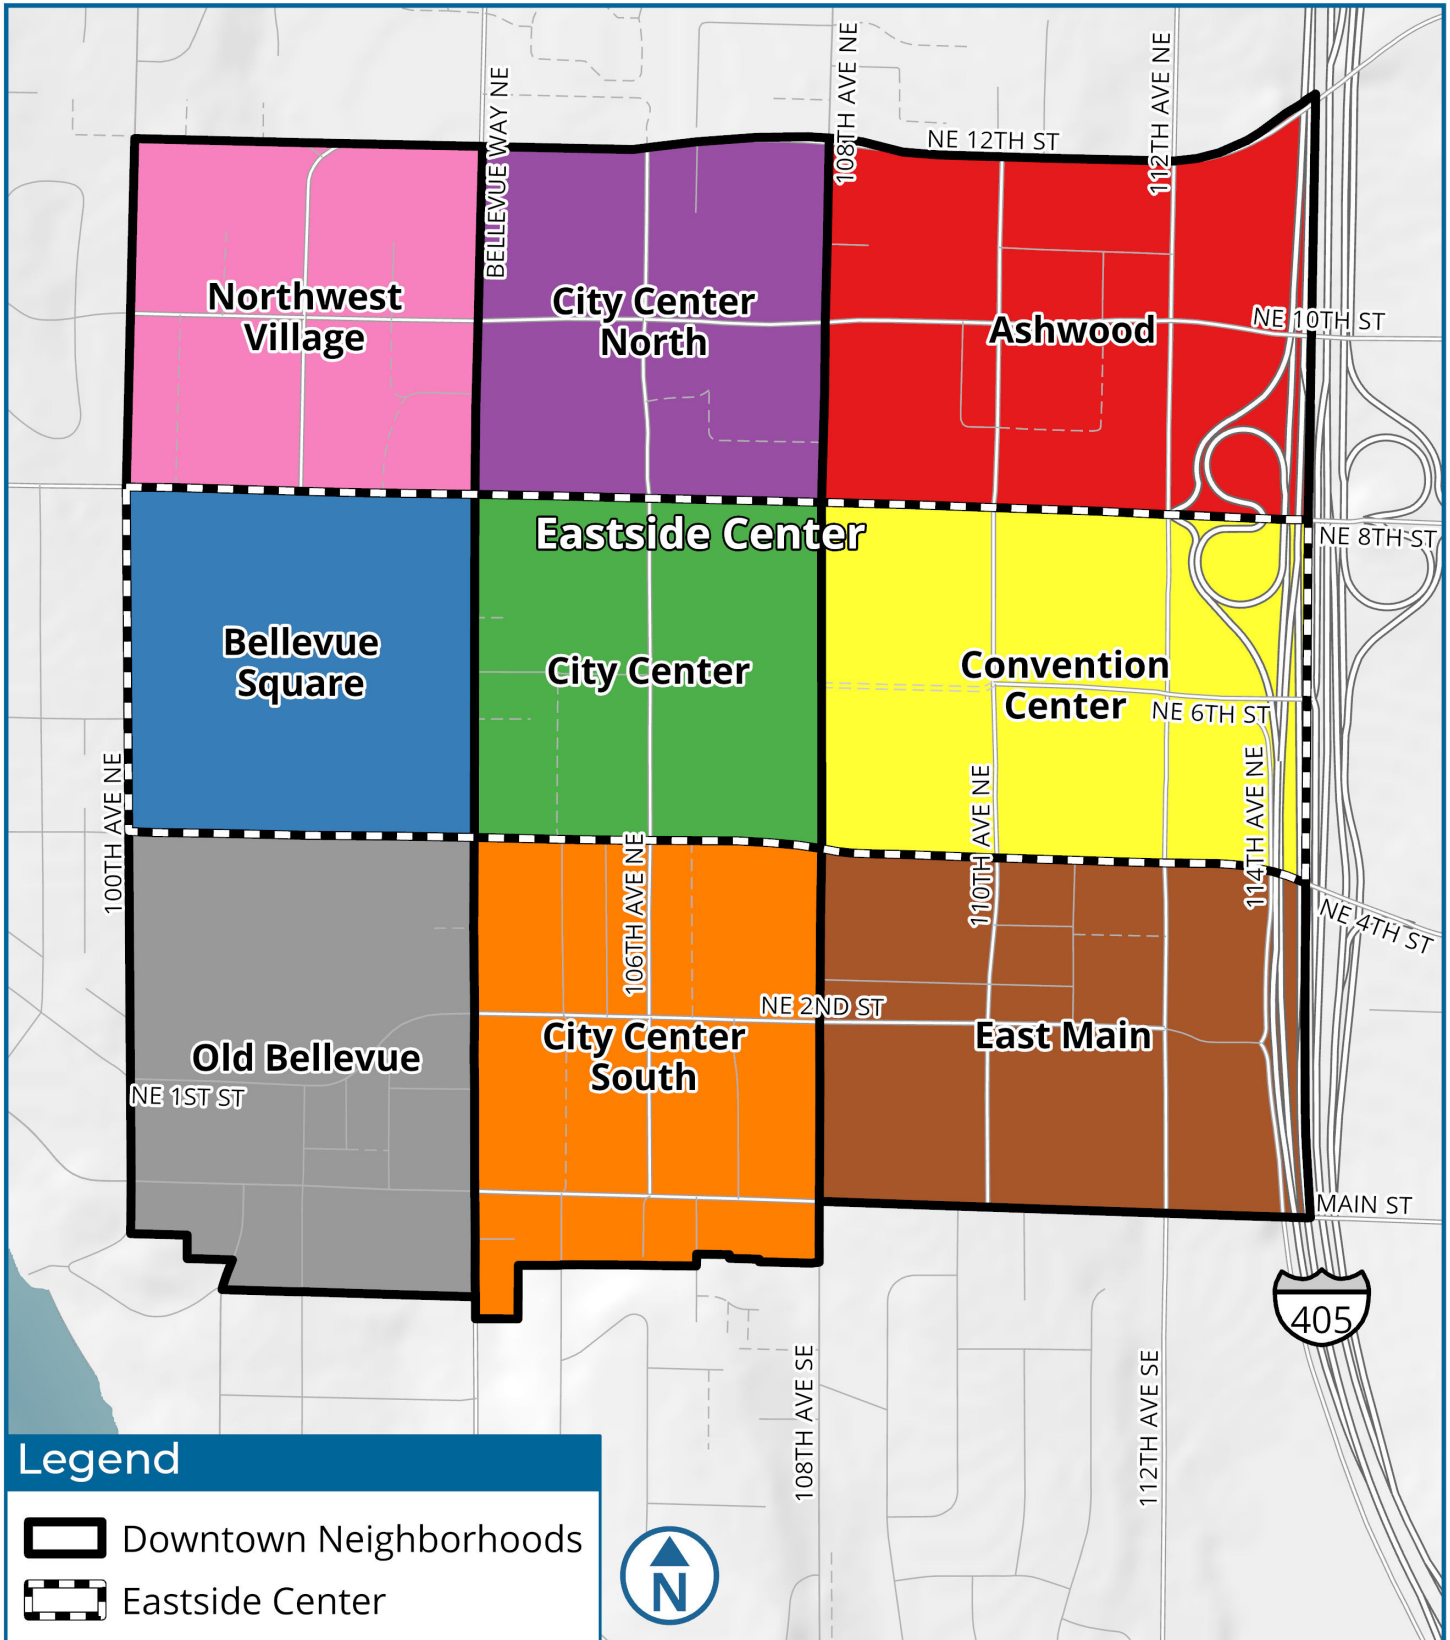 108TH AVE NE
112TH AVE NE
BELLEVUE WAY NE
NE 12TH ST
Northwest
Village
City Center
North
Ashwood
NE 10TH ST
Eastside Center
NE 8TH ST
Bellevue
Square
City Center
Convention
Center
NE 6TH ST
100TH AVE NE
106TH AVE NE
110TH AVE NE
114TH AVE NE
NE 4TH ST
NE 2ND ST
Old Bellevue
City Center
South
East Main
NE 1ST ST
MAIN ST
405
108TH AVE SE
112TH AVE SE
Legend
Downtown Neighborhoods
Eastside Center
N